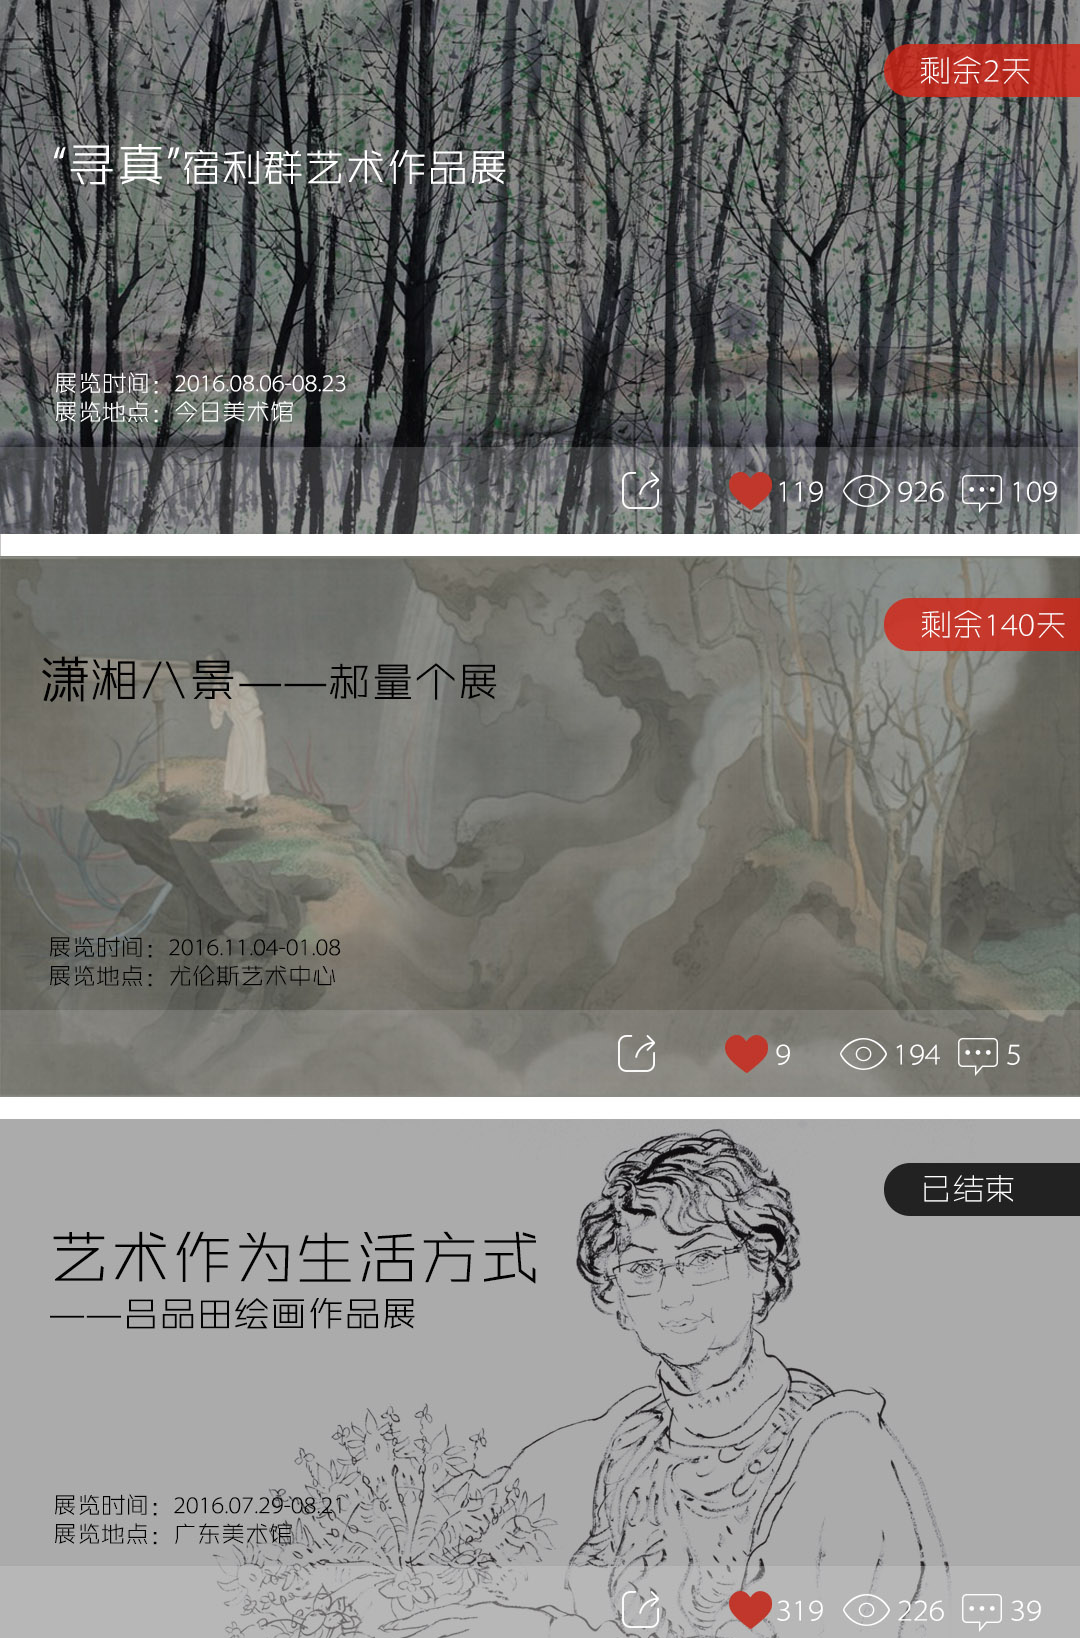 剩余2天
“寻真”宿利群艺术作品展
展览时间：2016.08.06-08.23
展览地点：今日美术馆
119 926 109
剩余140天
潇湘八景——郝量个展
展览时间：2016.11.04-01.08
展览地点：尤伦斯艺术中心
9 194 5
已结束
艺术作为生活方式
——吕品田绘画作品展
展览时间：2016.07.29-08.21
展览地点：广东美术馆
319 226 39